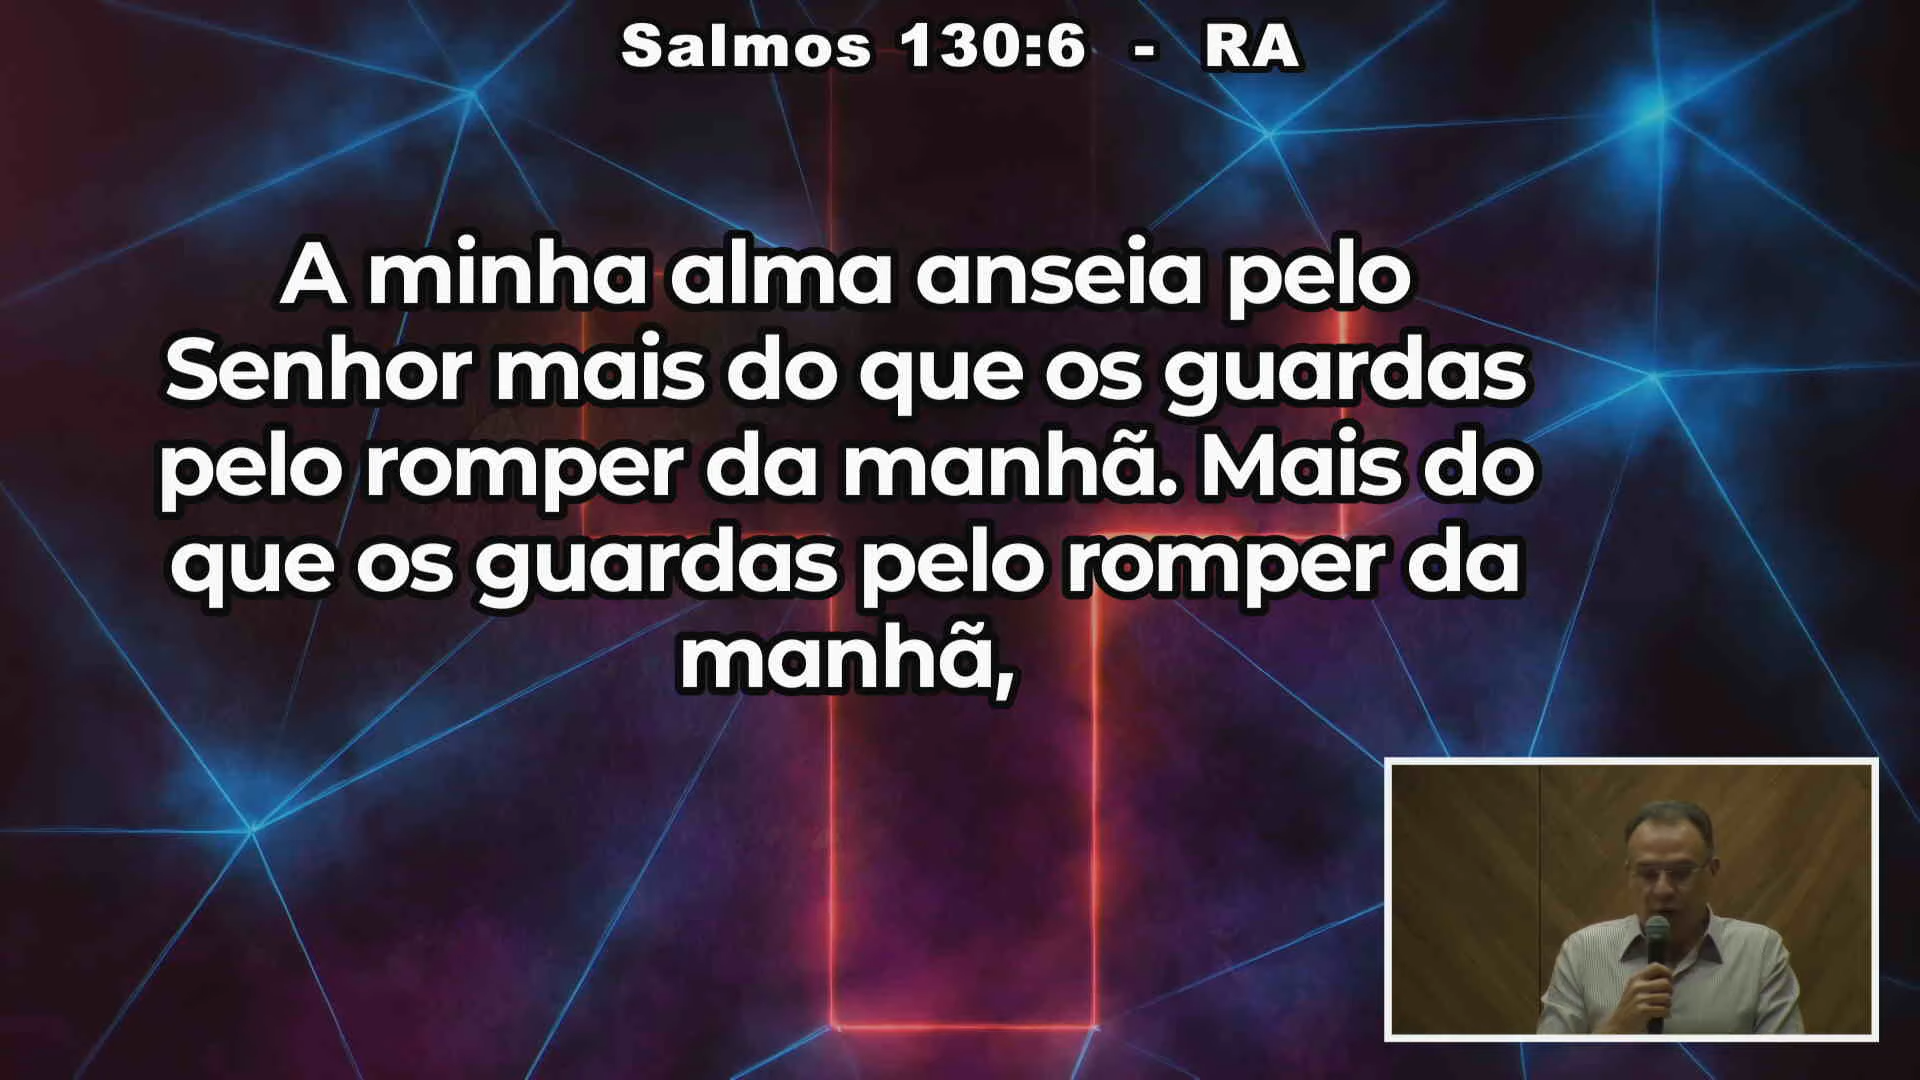 Salmos 130:6 - RA
A minha alma anseia pelo
Senhor mais do que os guardas
pelo romper da manhã. Mais do
que os guardas pelo romper da
manhã,